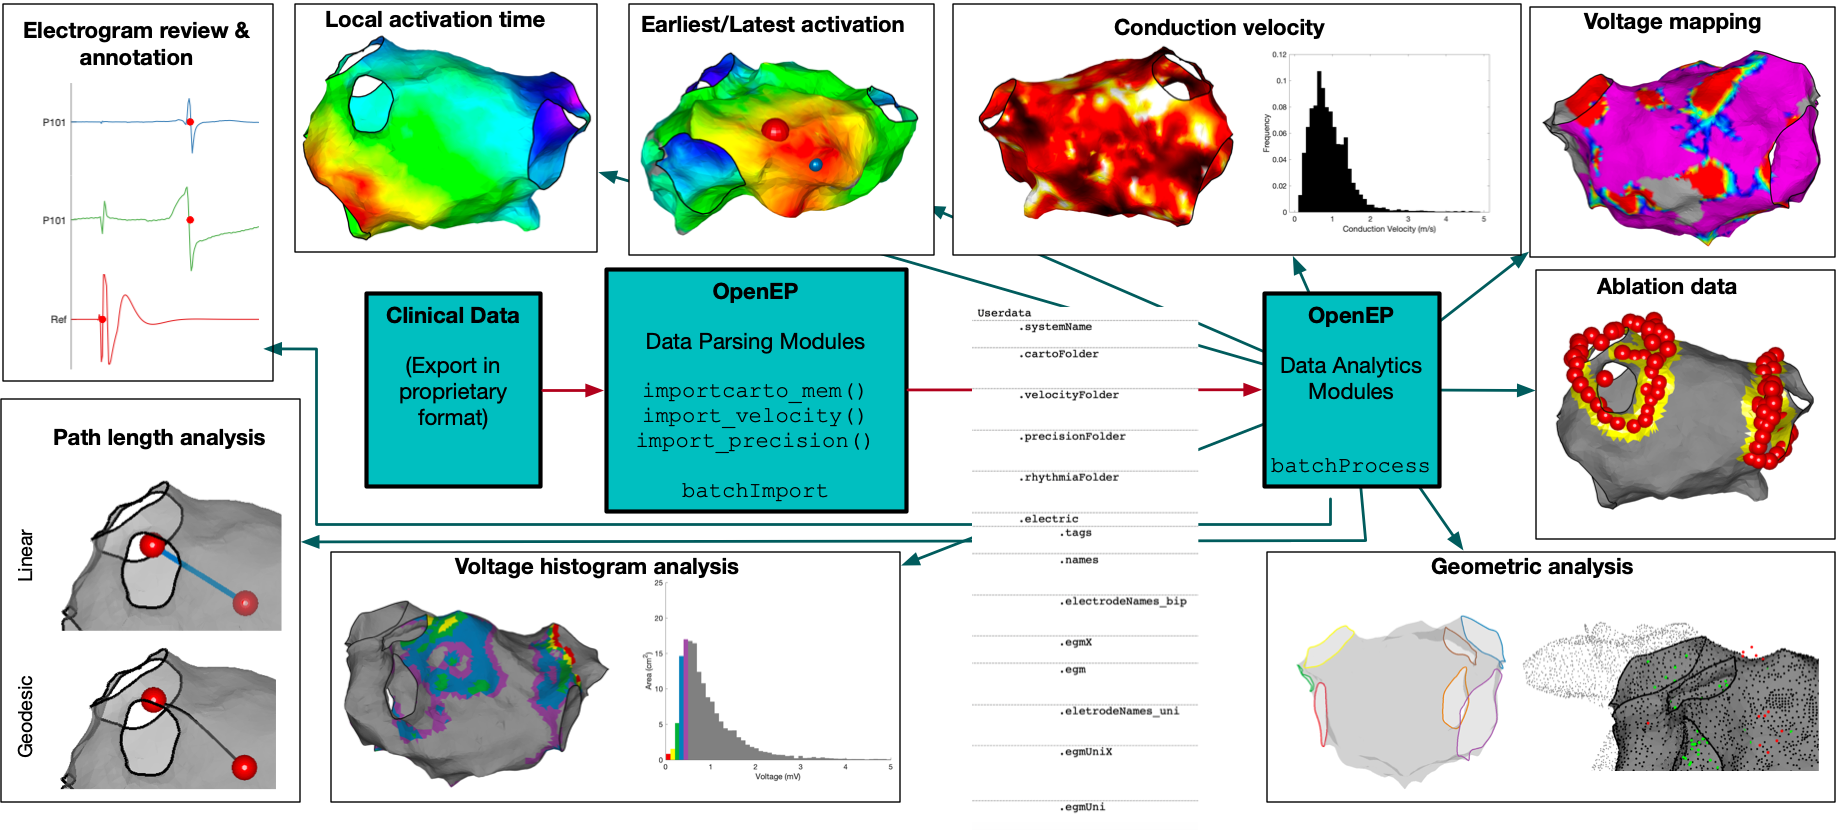 Electrogram review &
annotation
P101
P101
Ref
Local activation time
Earliest/Latest activation
Conduction velocity
0.12
0.1
0.08
0.06
0.04
0.02
0
Frequency
0
1
2
3
4
5
Conduction Velocity (m/s)
Voltage mapping
Clinical Data
(Export in
proprietary
format)
OpenEP
Data Parsing Modules
importcarto_mem()
import_velocity()
import_precision()
batchImport
Userdata
.systemName
.cartoFolder
.velocityFolder
.precisionFolder
.rhythmiaFolder
.electric
.tags
.names
.electrodeNames_bip
.egmX
.egm
.eletrodeNames_uni
.egmUniX
.egmUni
OpenEP
Data Analytics
Modules
batchProcess
Ablation data
Path length analysis
Linear
Geodesic
Voltage histogram analysis
25
20
15
10
5
0
Area (cm²)
0
1
2
3
4
5
Voltage (mV)
Geometric analysis